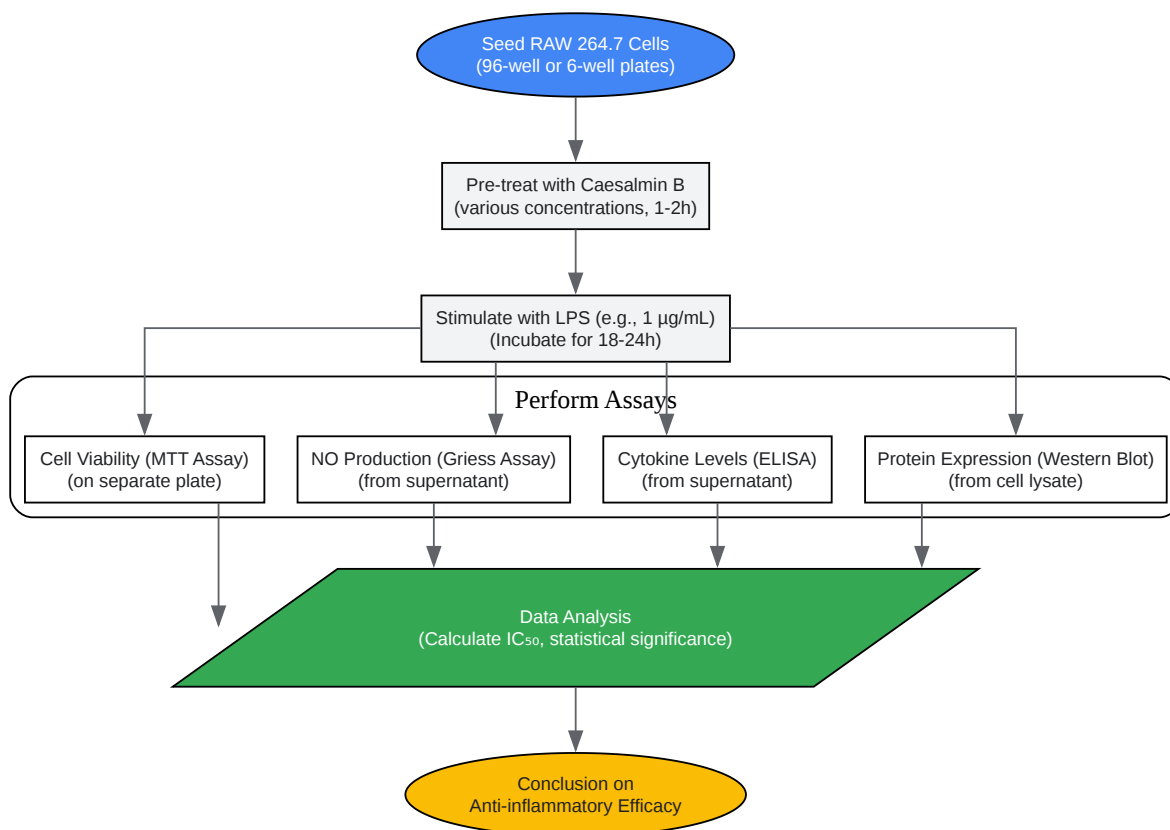 Seed RAW 264.7 Cells
(96-well or 6-well plates)
Pre-treat with Caesalmin B
(various concentrations, 1-2h)
Stimulate with LPS (e.g., 1 µg/mL)
(Incubate for 18-24h)
Perform Assays
Cell Viability (MTT Assay)
(on separate plate)
NO Production (Griess Assay)
(from supernatant)
Cytokine Levels (ELISA)
(from supernatant)
Protein Expression (Western Blot)
(from cell lysate)
Data Analysis
(Calculate IC₅₀, statistical significance)
Conclusion on
Anti-inflammatory Efficacy